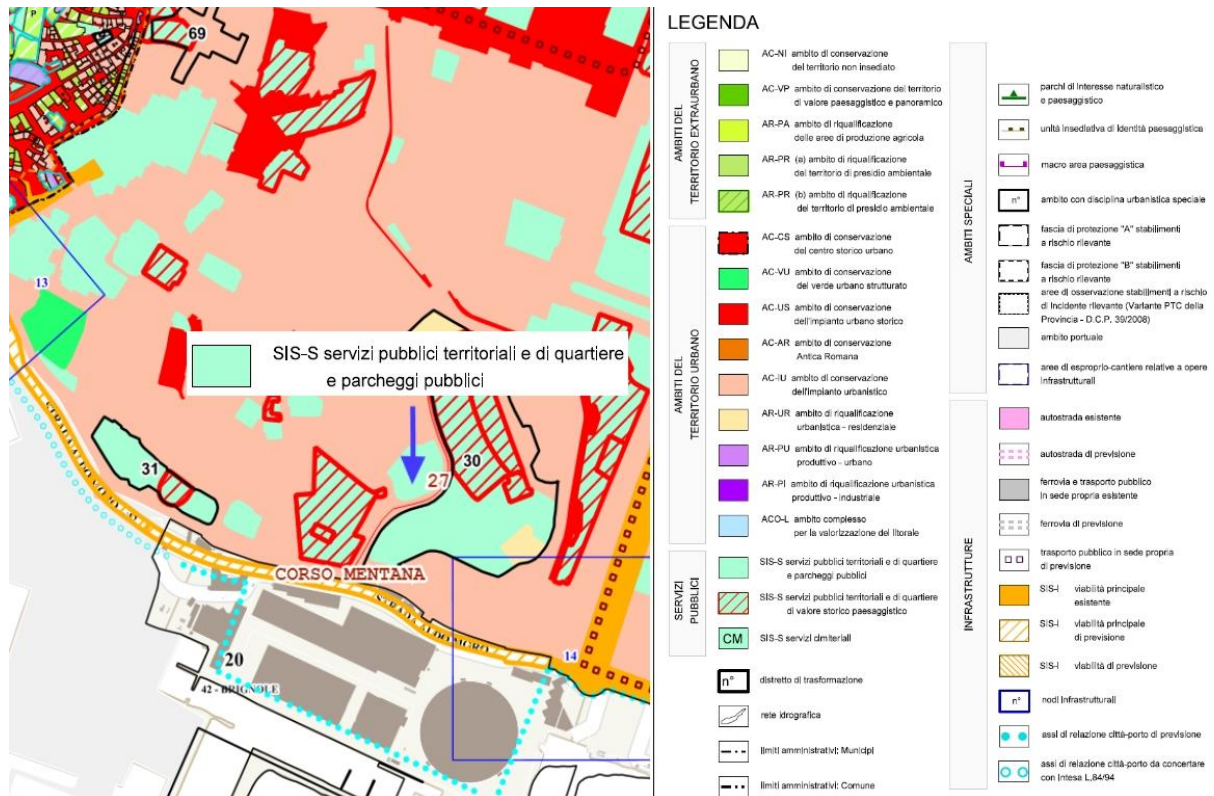 P
69
13
SIS-S servizi pubblici territoriali e di quartiere
e parcheggi pubblici
30
27
31
STRADA ALDO MORO
CORSO MENTANA
STRADA ALDO MORO
14
20
42 - BRIGNOLE
LEGENDA
AMBITI DEL
TERRITORIO EXTRAURBANO
AC-NI ambito di conservazione
del territorio non insediato
AC-VP ambito di conservazione del territorio
di valore paesaggistico e panoramico
AR-PA ambito di riqualificazione
delle aree di produzione agricola
AR-PR (a) ambito di riqualificazione
del territorio di presidio ambientale
AR-PR (b) ambito di riqualificazione
del territorio di presidio ambientale
AMBITI DEL
TERRITORIO URBANO
AC-CS ambito di conservazione
del centro storico urbano
AC-VU ambito di conservazione
del verde urbano strutturato
AC-US ambito di conservazione
dell'impianto urbano storico
AC-AR ambito di conservazione
Antica Romana
AC-IU ambito di conservazione
dell'impianto urbanistico
AR-UR ambito di riqualificazione
urbanistica - residenziale
AR-PU ambito di riqualificazione urbanistica
produttivo - urbano
AR-PI ambito di riqualificazione urbanistica
produttivo - industriale
ACO-L ambito complesso
per la valorizzazione del litorale
SERVIZI
PUBBLICI
SIS-S servizi pubblici territoriali e di quartiere
e parcheggi pubblici
SIS-S servizi pubblici territoriali e di quartiere
di valore storico paesaggistico
CM SIS-S servizi cimiteriali
n° distretto di trasformazione
rete idrografica
limiti amministrativi: Municipi
limiti amministrativi: Comune
AMBITI SPECIALI
parchi di interesse naturalistico
e paesaggistico
unità insediativa di identità paesaggistica
macro area paesaggistica
n° ambito con disciplina urbanistica speciale
fascia di protezione "A" stabilimenti
a rischio rilevante
fascia di protezione "B" stabilimenti
a rischio rilevante
aree di osservazione stabilimenti a rischio
di incidente rilevante (Variante PTC della
Provincia - D.C.P. 39/2008)
ambito portuale
aree di esproprio-cantiere relative a opere
infrastrutturali
INFRASTRUTTURE
autostrada esistente
autostrada di previsione
ferrovia e trasporto pubblico
in sede propria esistente
ferrovia di previsione
trasporto pubblico in sede propria
di previsione
SIS-I viabilità principale
esistente
SIS-I viabilità principale
di previsione
SIS-I viabilità di previsione
n° nodi infrastrutturali
assi di relazione città-porto di previsione
assi di relazione città-porto da concertare
con intesa L.84/94